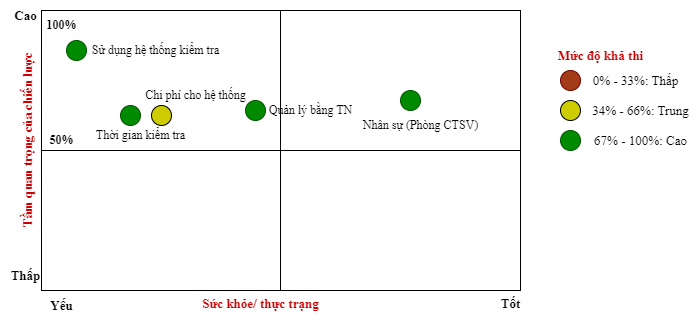 Cao
100%
Sử dụng hệ thống kiểm tra
Chi phí cho hệ thống
Quản lý bằng TN
Thời gian kiểm tra
Nhân sự (Phòng CTSV)
50%
Tầm quan trọng của chiến lược
Thấp
Yếu
Sức khỏe/ thực trạng
Tốt
Mức độ khả thi
0% - 33%: Thấp
34% - 66%: Trung
67% - 100%: Cao